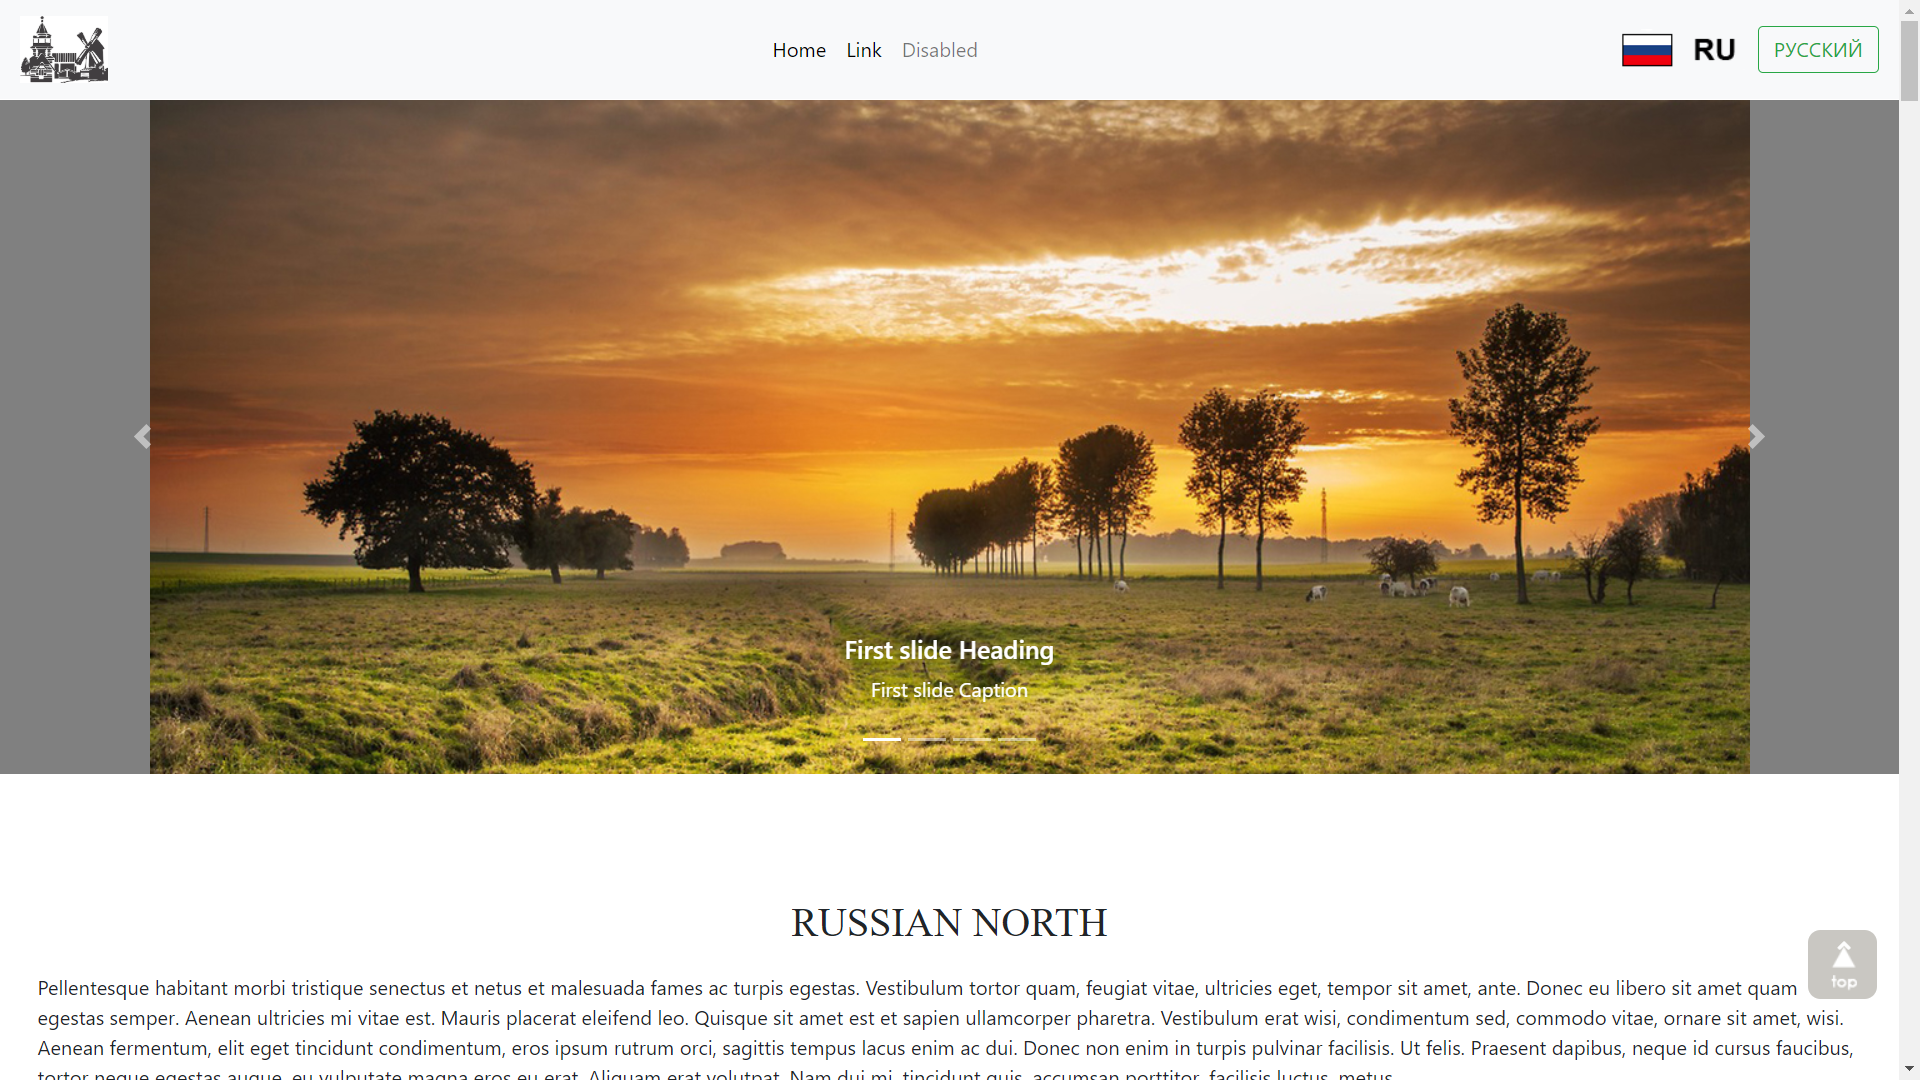 Home Link Disabled
RU РУССКИЙ
First slide Heading
First slide Caption
RUSSIAN NORTH
top
Pellentesque habitant morbi tristique senectus et netus et malesuada fames ac turpis egestas. Vestibulum tortor quam, feugiat vitae, ultricies eget, tempor sit amet, ante. Donec eu libero sit amet quam
egestas semper. Aenean ultricies mi vitae est. Mauris placerat eleifend leo. Quisque sit amet est et sapien ullamcorper pharetra. Vestibulum erat wisi, condimentum sed, commodo vitae, ornare sit amet, wisi.
Aenean fermentum, elit eget tincidunt condimentum, eros ipsum rutrum orci, sagittis tempus lacus enim ac dui. Donec non enim in turpis pulvinar facilisis. Ut felis. Praesent dapibus, neque id cursus faucibus,
tortor neque egestas augue, eu vulputate magna eros eu erat. Aliquam erat volutpat. Nam dui mi, tincidunt quis, accumsan porttitor, facilisis luctus, metus.